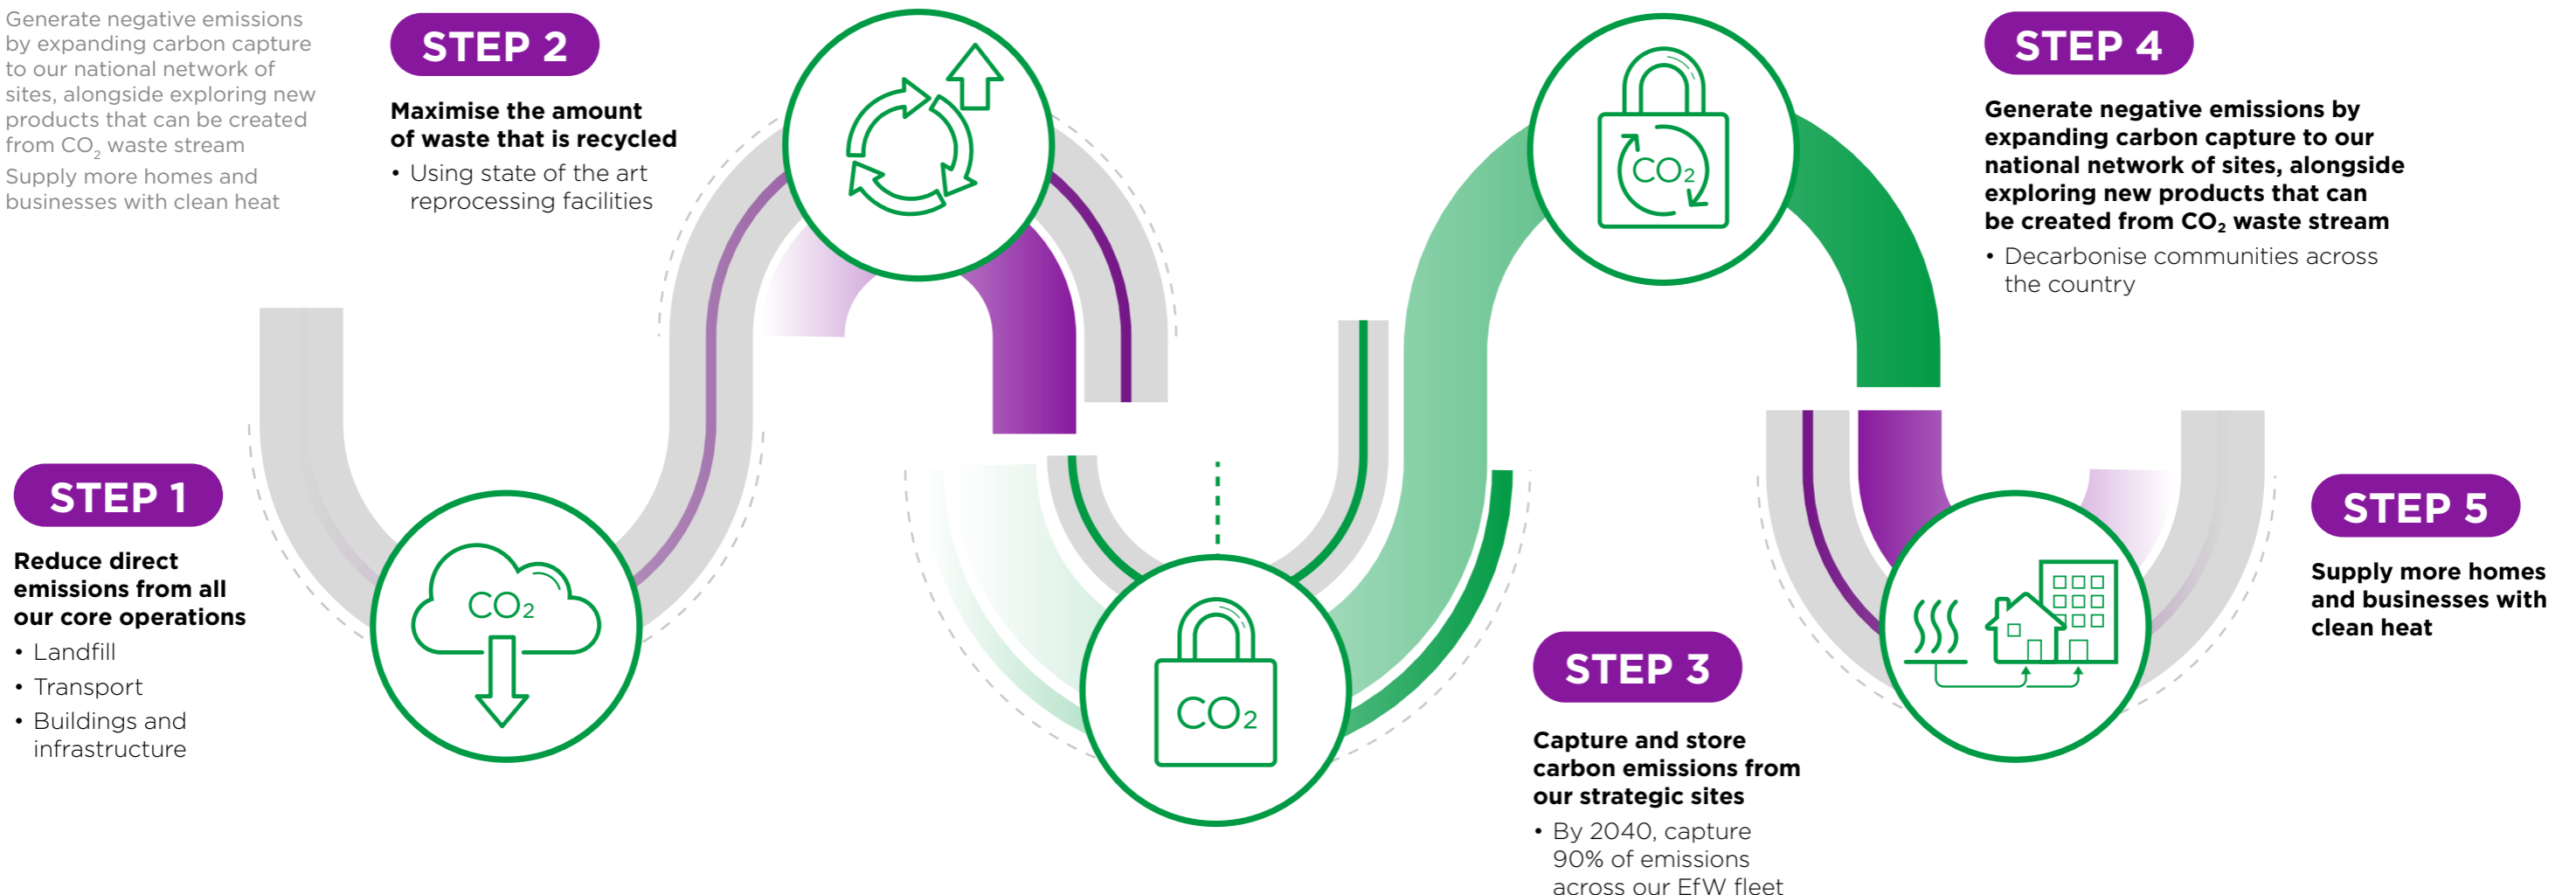 Generate negative emissions
by expanding carbon capture
to our national network of
sites, alongside exploring new
products that can be created
from CO₂ waste stream
Supply more homes and
businesses with clean heat
STEP 1
Reduce direct
emissions from all
our core operations
• Landfill
• Transport
• Buildings and
infrastructure
CO₂
STEP 2
Maximise the amount
of waste that is recycled
• Using state of the art
reprocessing facilities
CO₂
STEP 3
Capture and store
carbon emissions from
our strategic sites
• By 2040, capture
90% of emissions
across our EfW fleet
CO₂
STEP 4
Generate negative emissions by
expanding carbon capture to our
national network of sites, alongside
exploring new products that can
be created from CO₂ waste stream
• Decarbonise communities across
the country
STEP 5
Supply more homes
and businesses with
clean heat